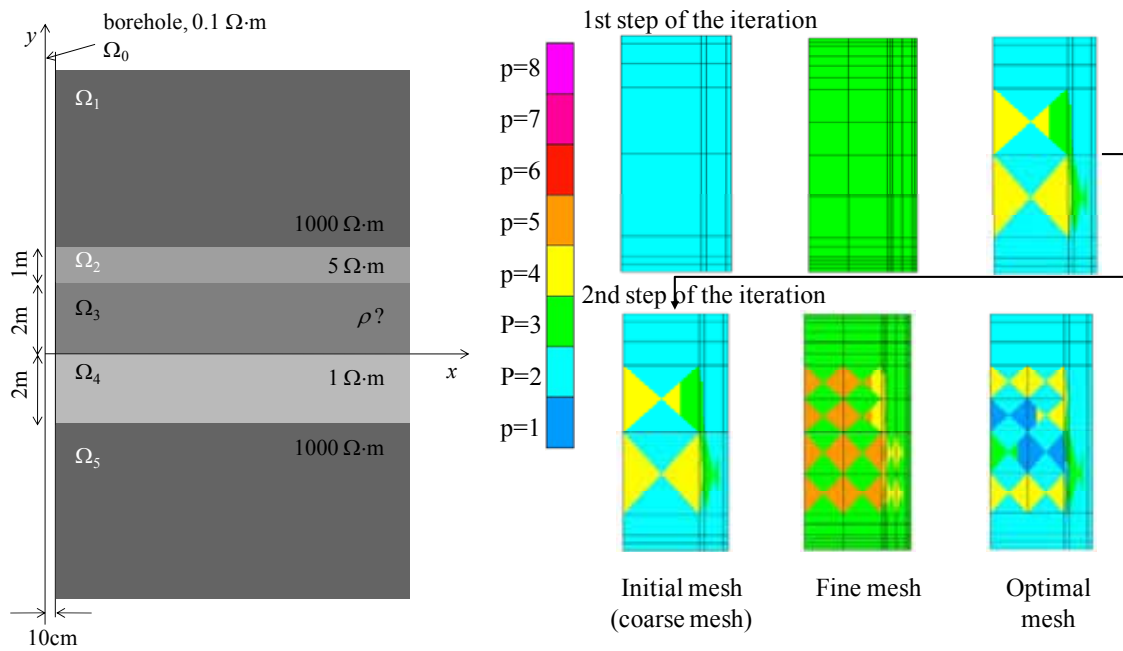 borehole, 0.1 Ω·m
y
Ω0
Ω1
1000 Ω·m
1m
Ω2
5 Ω·m
2m
Ω3
ρ ?
x
2m
Ω4
1 Ω·m
Ω5
1000 Ω·m
10cm
p=8
p=7
p=6
p=5
p=4
P=3
P=2
p=1
1st step of the iteration
2nd step of the iteration
Initial mesh
(coarse mesh)
Fine mesh
Optimal
mesh